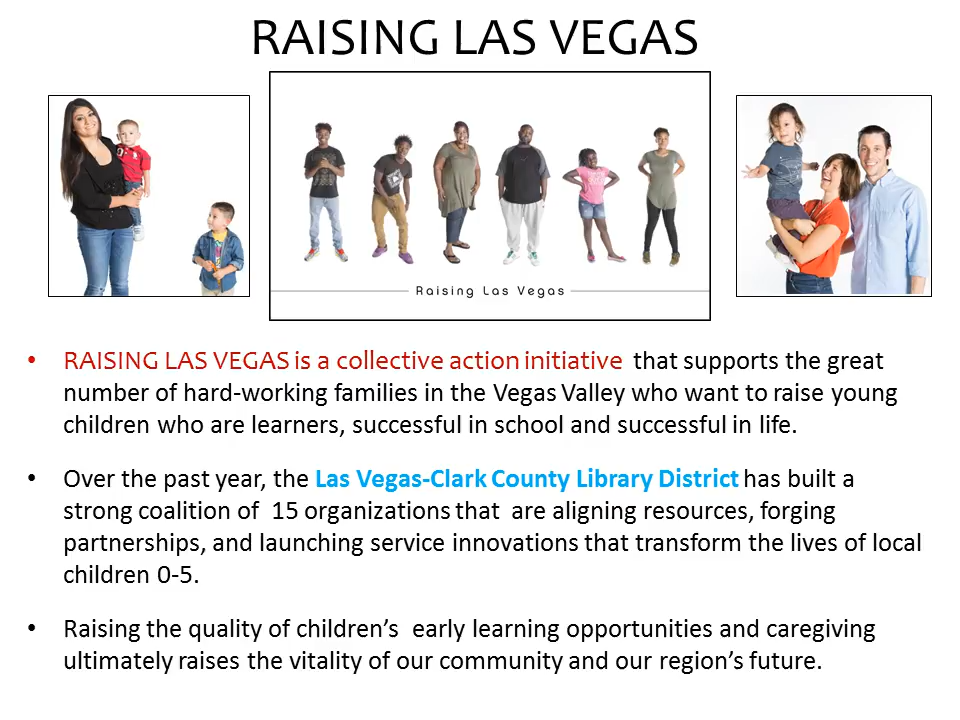 RAISING LAS VEGAS
Raising Las Vegas
• RAISING LAS VEGAS is a collective action initiative that supports the great
number of hard-working families in the Vegas Valley who want to raise young
children who are learners, successful in school and successful in life.
• Over the past year, the Las Vegas-Clark County Library District has built a
strong coalition of 15 organizations that are aligning resources, forging
partnerships, and launching service innovations that transform the lives of local
children 0-5.
• Raising the quality of children’s early learning opportunities and caregiving
ultimately raises the vitality of our community and our region’s future.